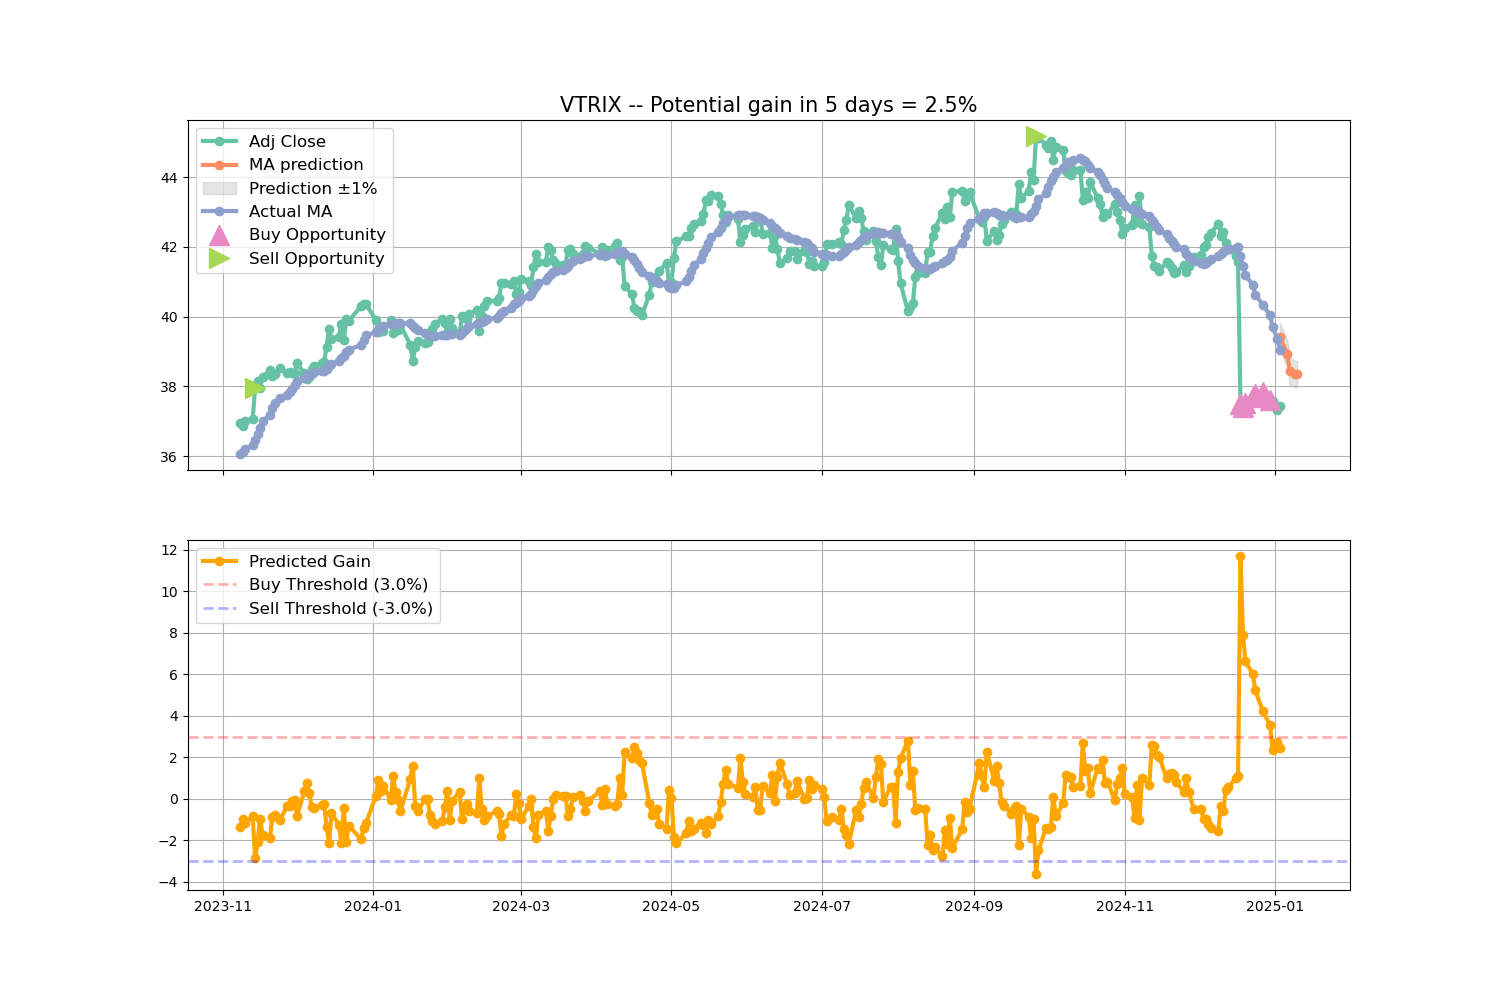 VTRIX -- Potential gain in 5 days = 2.5%
Adj Close
MA prediction
Prediction ±1%
Actual MA
Buy Opportunity
Sell Opportunity
44
42
40
38
36
Predicted Gain
Buy Threshold (3.0%)
Sell Threshold (-3.0%)
12
10
8
6
4
2
0
−2
−4
2023-11
2024-01
2024-03
2024-05
2024-07
2024-09
2024-11
2025-01